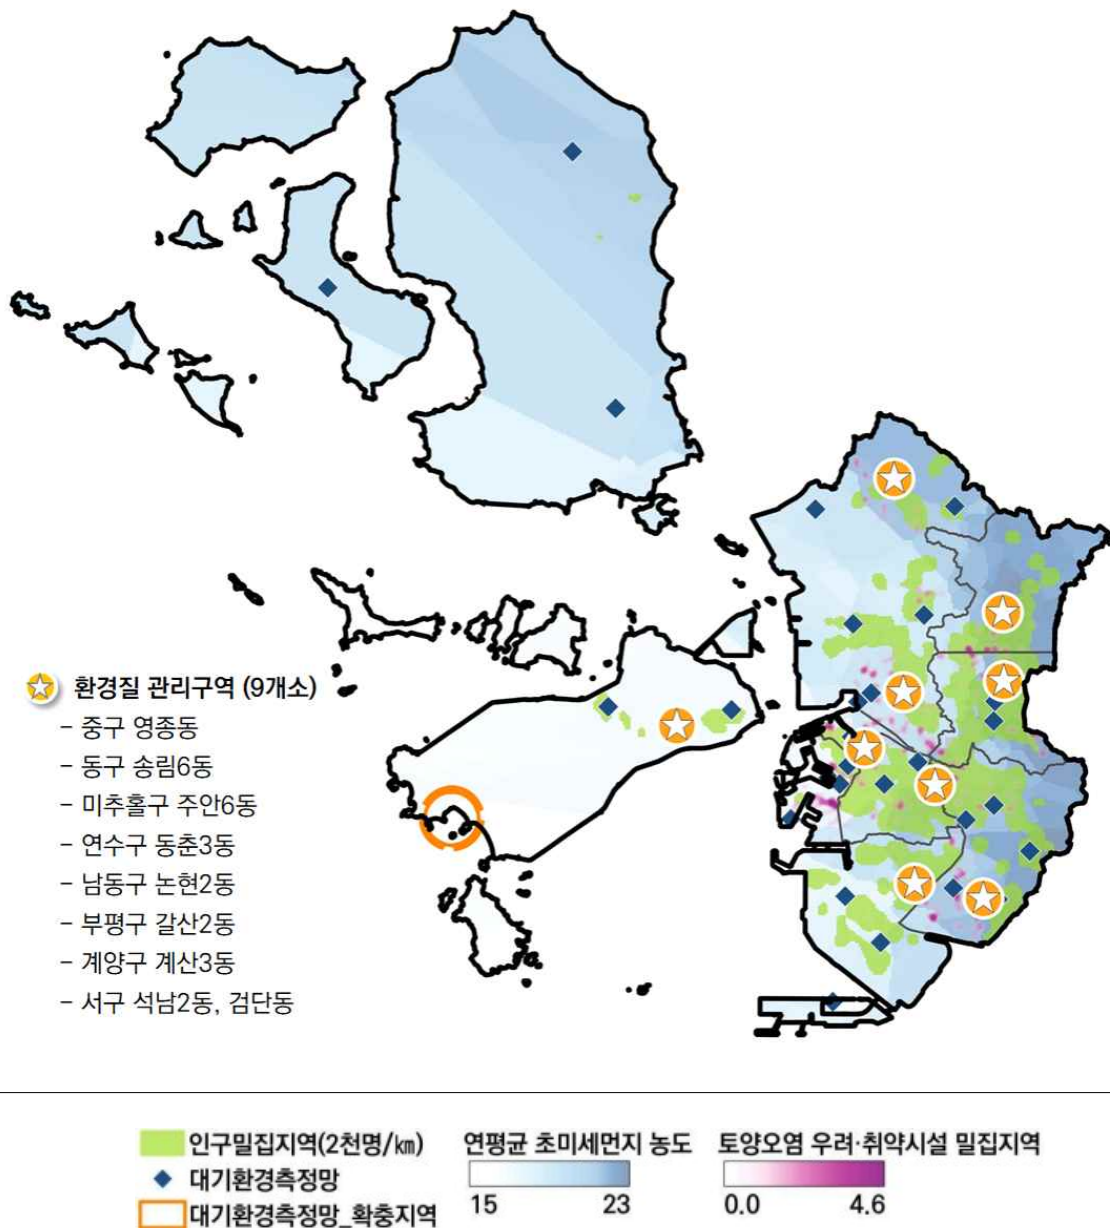 환경질 관리구역 (9개소)
- 중구 영종동
- 동구 송림6동
- 미추홀구 주안6동
- 연수구 동춘3동
- 남동구 논현2동
- 부평구 갈산2동
- 계양구 계산3동
- 서구 석남2동, 검단동
인구밀집지역(2천명/㎢) 연평균 초미세먼지 농도 토양오염 우려·취약시설 밀집지역
대기환경측정망 15 23 0.0 4.6
대기환경측정망_확충지역